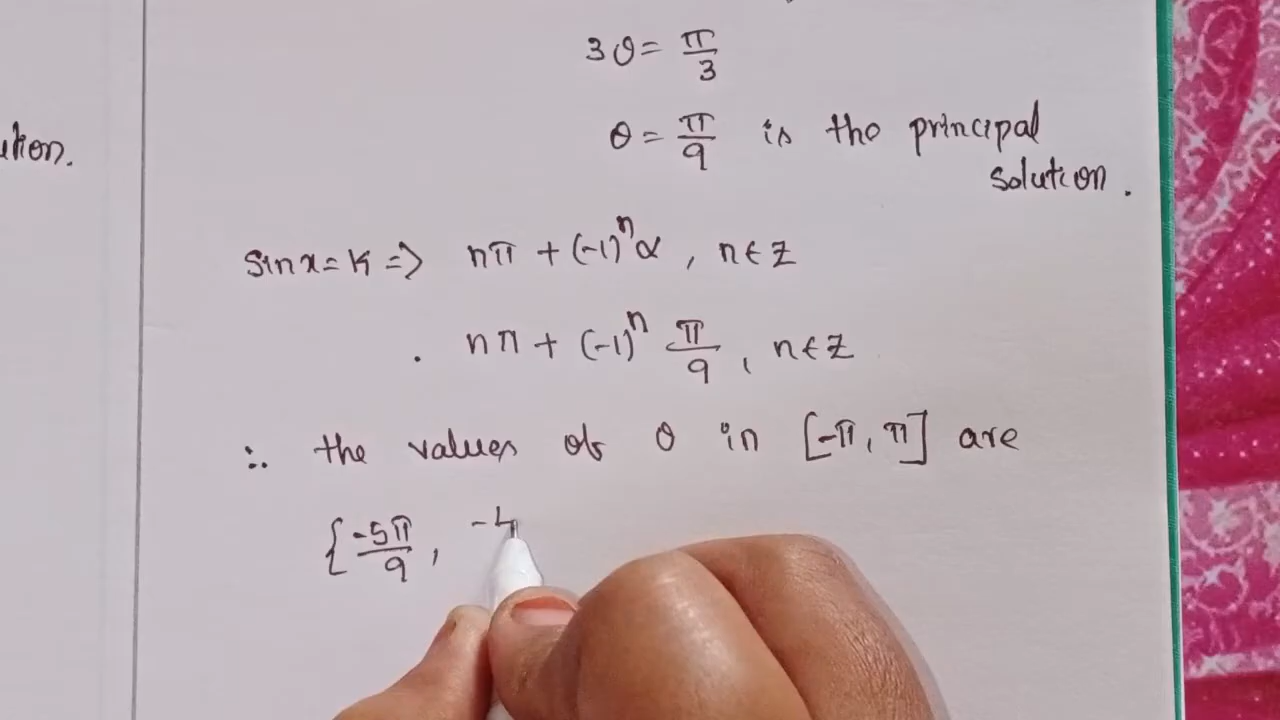 3θ = π/3
ution.
θ = π/9 is the principal
solution.
Sin x = K => nπ + (-1)ⁿα, n∈Z
. nπ + (-1)ⁿ π/9, n∈Z
∴ the values of θ in [-π, π] are
{-5π/9, -4